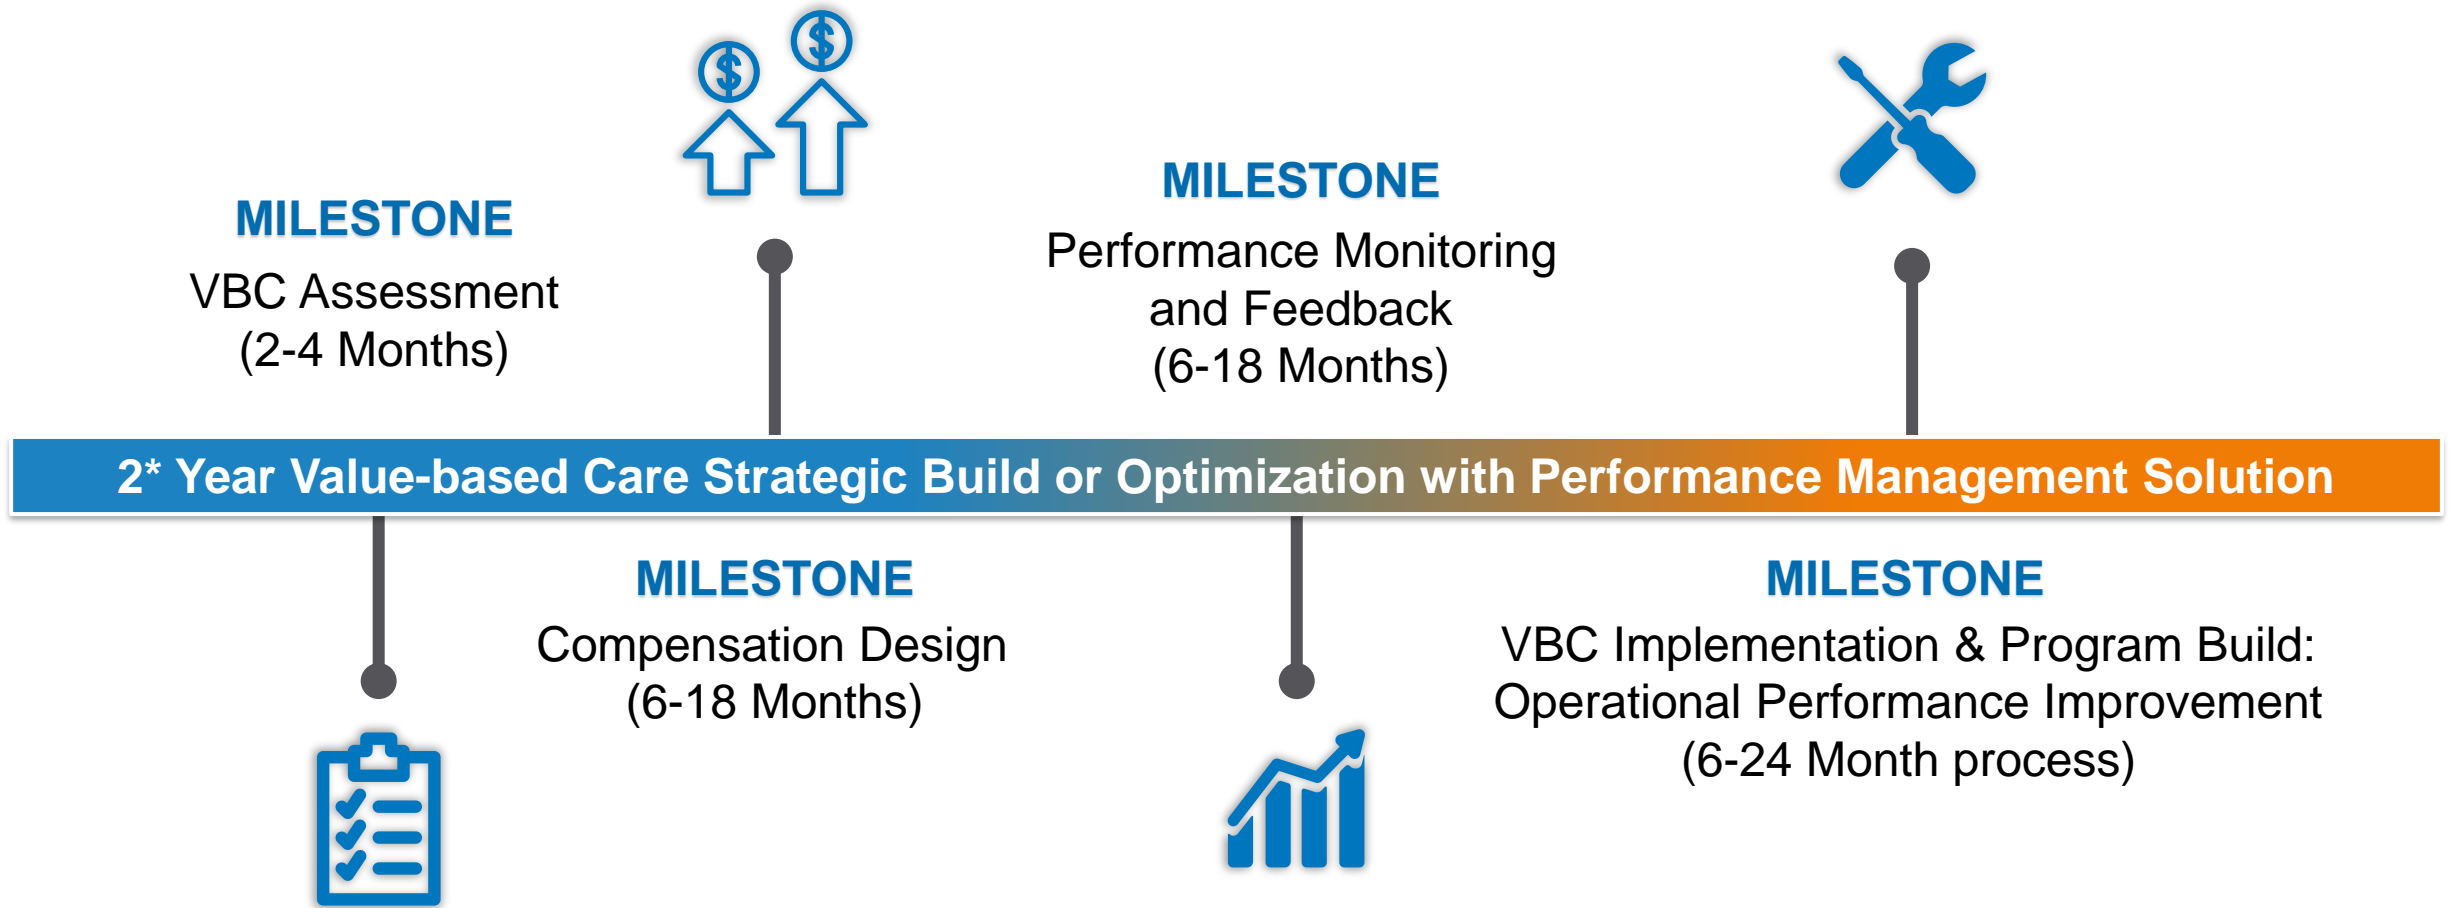 MILESTONE
VBC Assessment
(2-4 Months)
$
$
MILESTONE
Performance Monitoring
and Feedback
(6-18 Months)
2* Year Value-based Care Strategic Build or Optimization with Performance Management Solution
MILESTONE
Compensation Design
(6-18 Months)
MILESTONE
VBC Implementation & Program Build:
Operational Performance Improvement
(6-24 Month process)